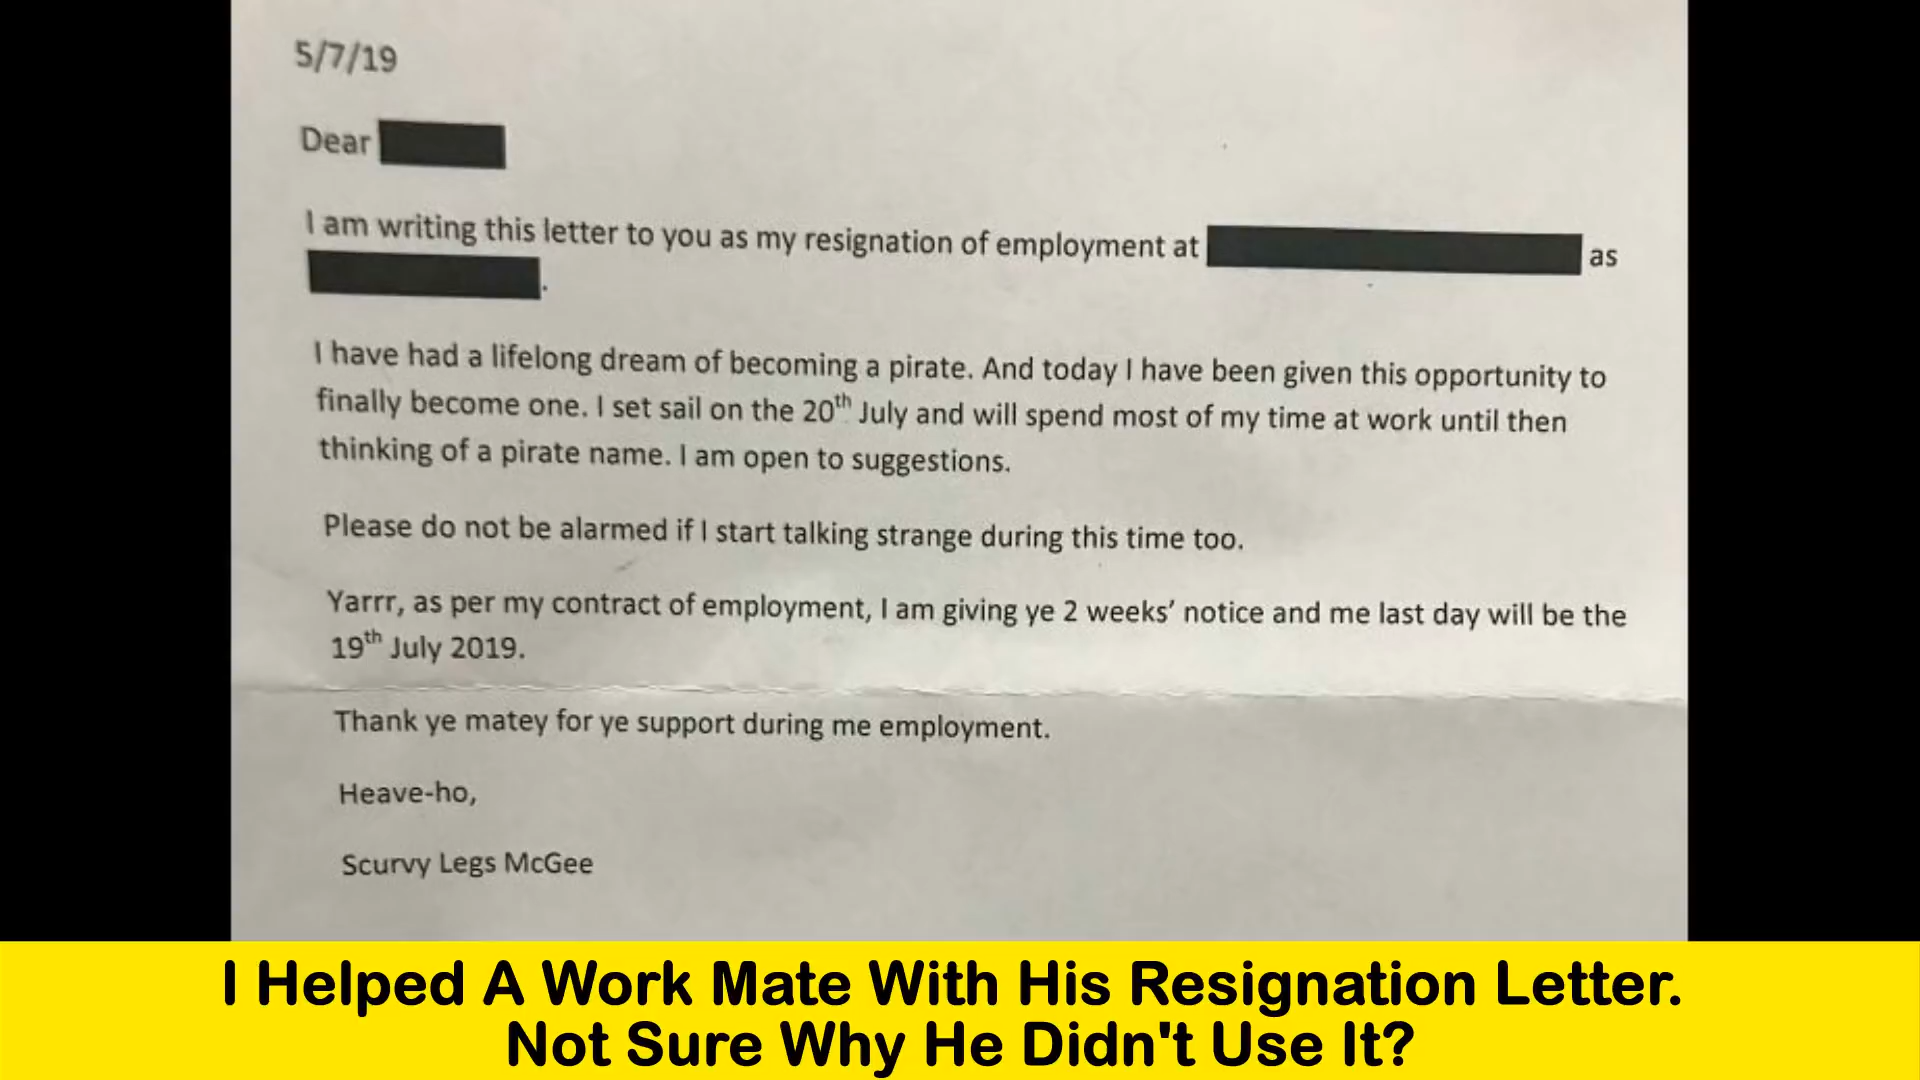 5/7/19
Dear
I am writing this letter to you as my resignation of employment at as
.
I have had a lifelong dream of becoming a pirate. And today I have been given this opportunity to
finally become one. I set sail on the 20th July and will spend most of my time at work until then
thinking of a pirate name. I am open to suggestions.
Please do not be alarmed if I start talking strange during this time too.
Yarrr, as per my contract of employment, I am giving ye 2 weeks' notice and me last day will be the
19th July 2019.
Thank ye matey for ye support during me employment.
Heave-ho,
Scurvy Legs McGee
I Helped A Work Mate With His Resignation Letter.
Not Sure Why He Didn't Use It?